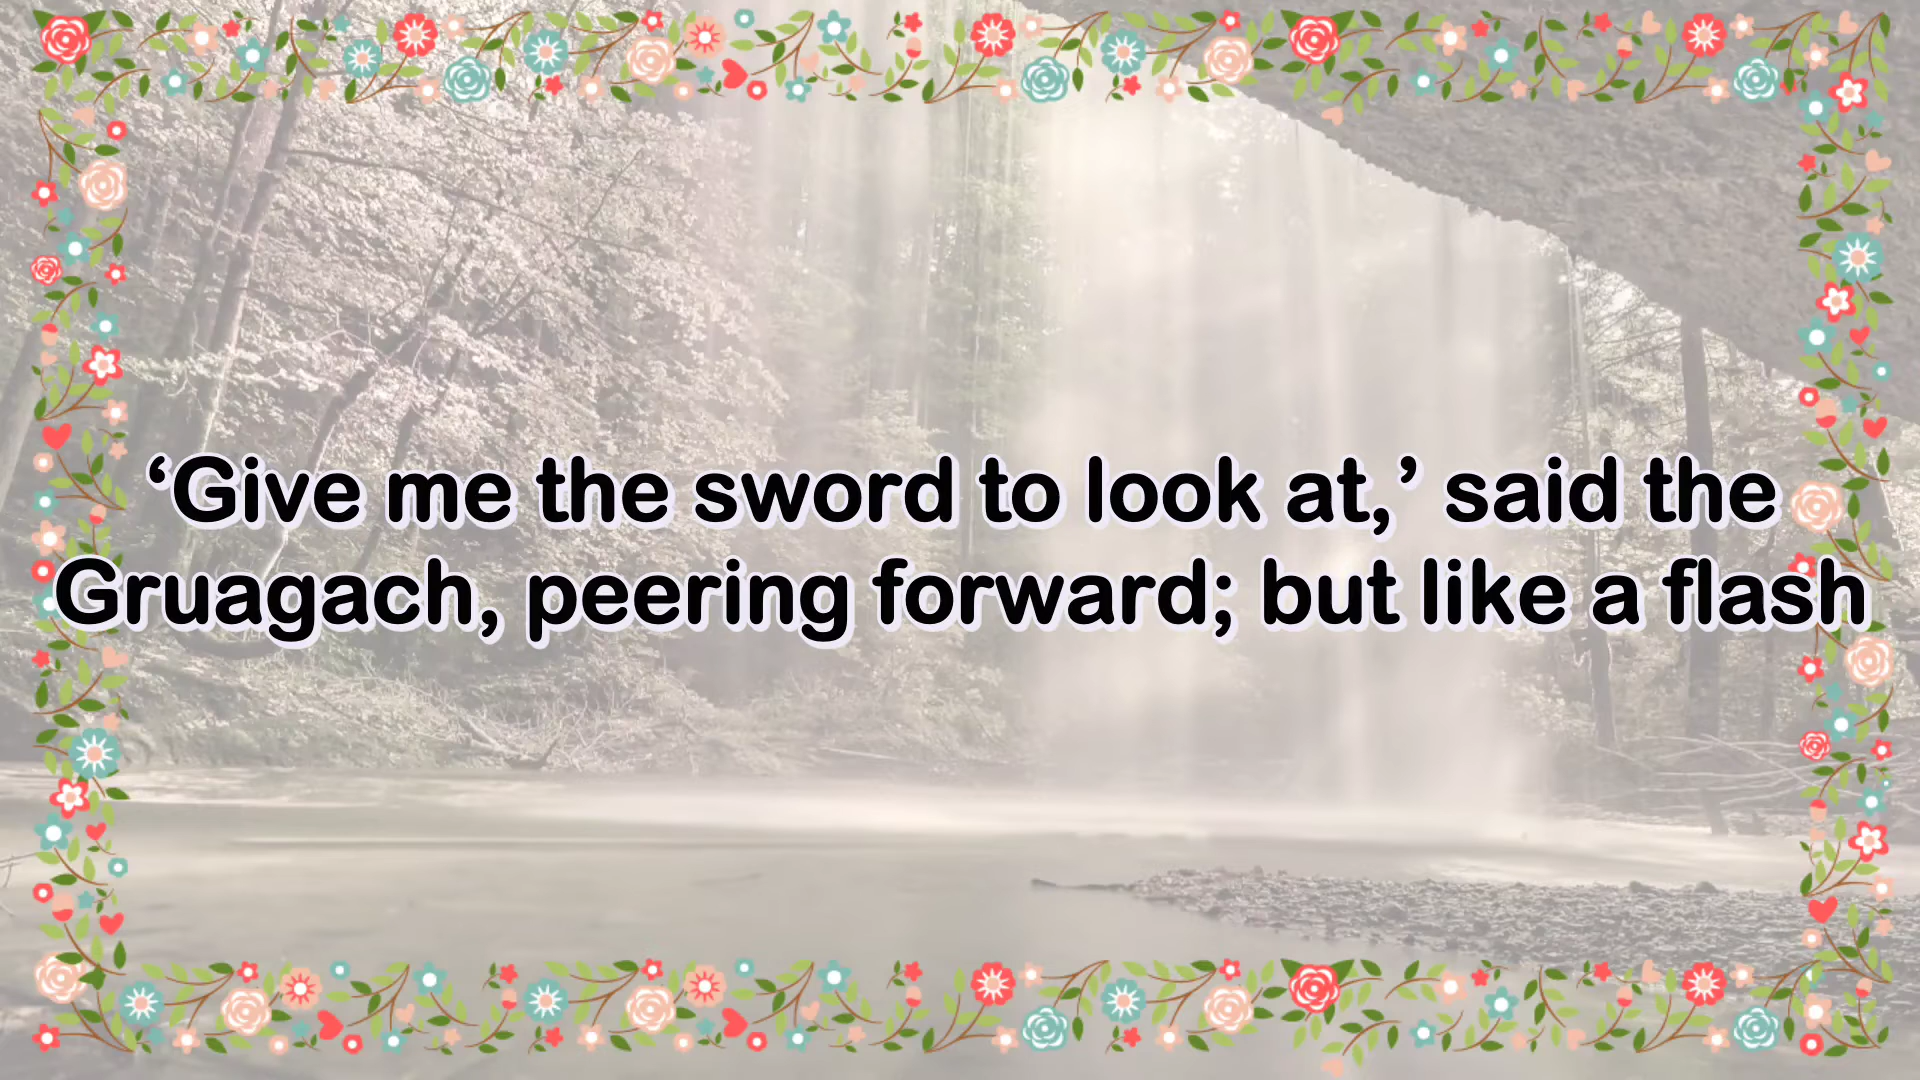 ‘Give me the sword to look at,’ said the
Gruagach, peering forward; but like a flash